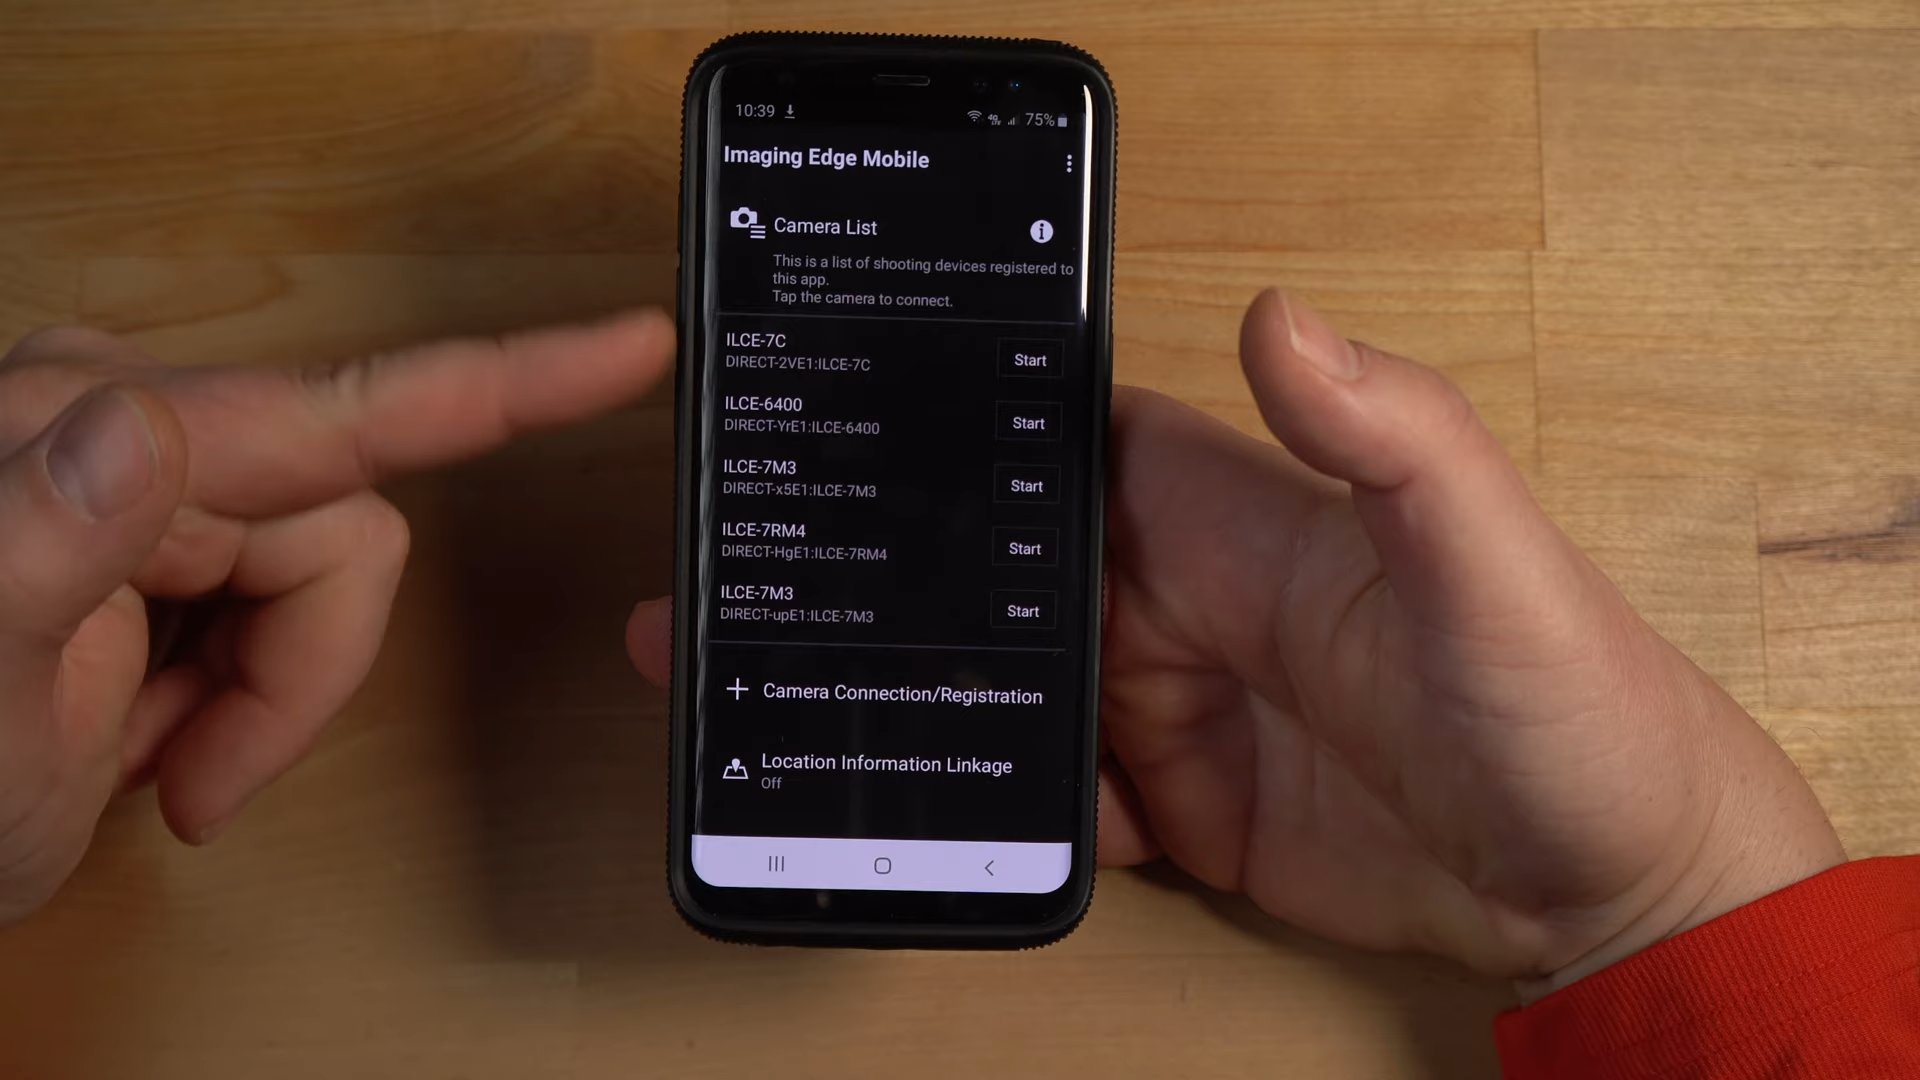 10:39
75%
Imaging Edge Mobile
Camera List
This is a list of shooting devices registered to
this app.
Tap the camera to connect.
ILCE-7C
DIRECT-2VE1:ILCE-7C
Start
ILCE-6400
DIRECT-YrE1:ILCE-6400
Start
ILCE-7M3
DIRECT-x5E1:ILCE-7M3
Start
ILCE-7RM4
DIRECT-HgE1:ILCE-7RM4
Start
ILCE-7M3
DIRECT-upE1:ILCE-7M3
Start
Camera Connection/Registration
Location Information Linkage
Off